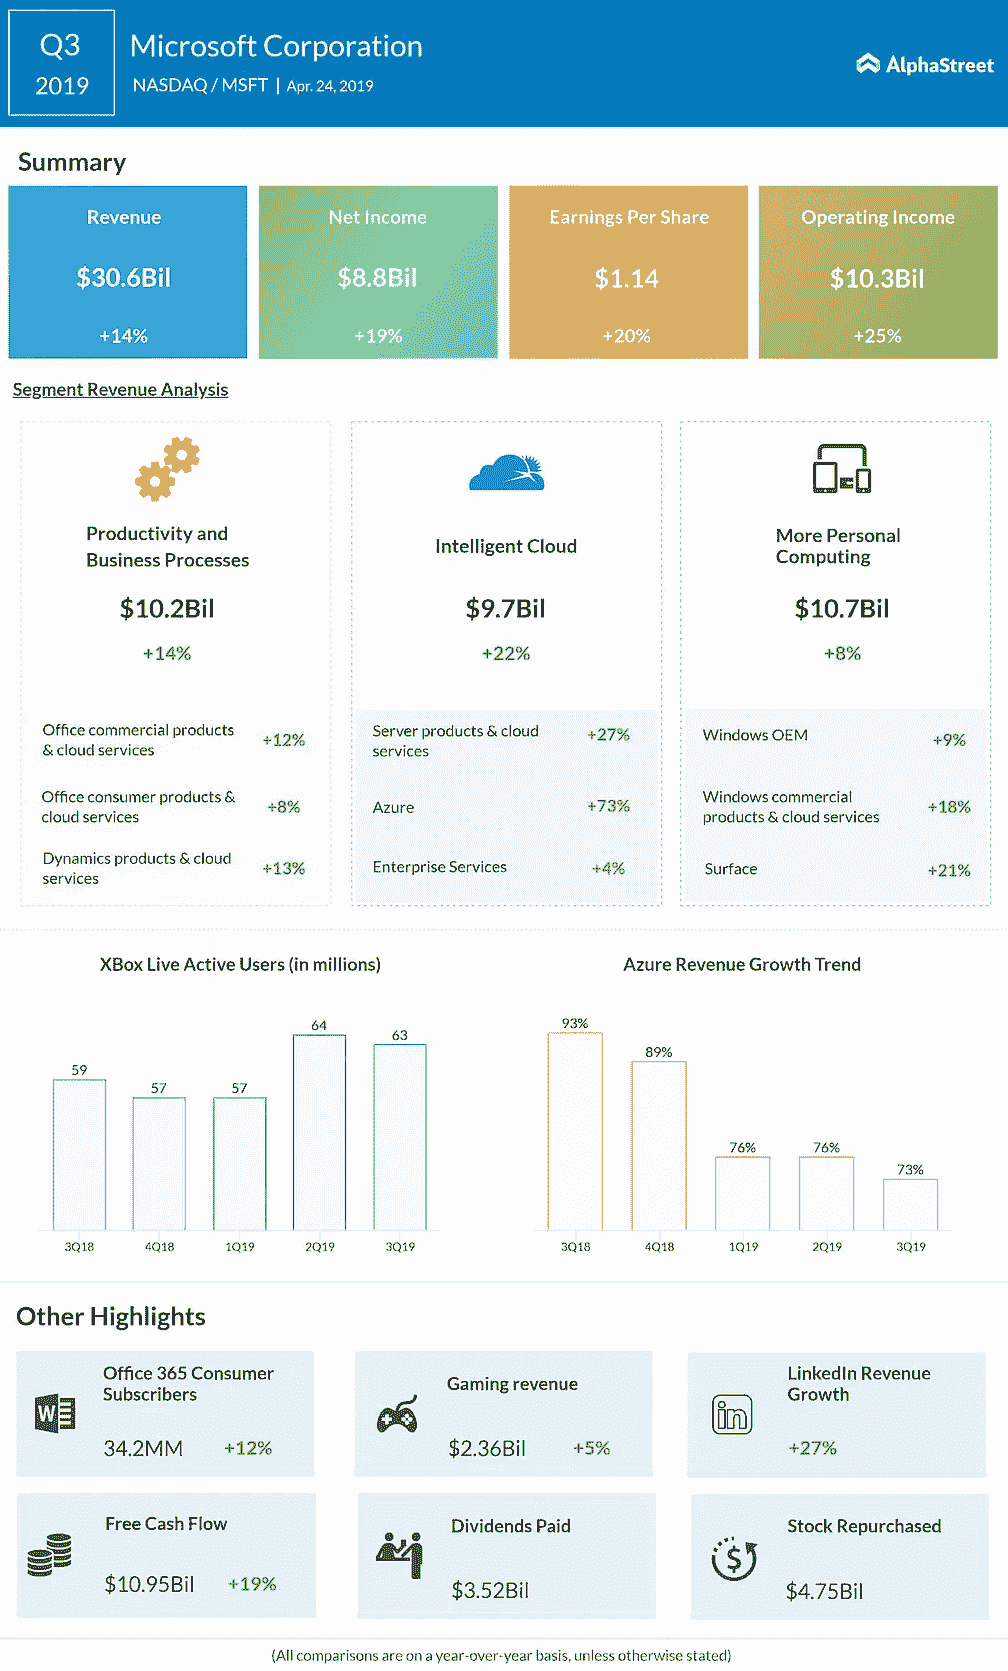 Q3
2019
Microsoft Corporation
NASDAQ / MSFT | Apr. 24, 2019
AlphaStreet
Summary
Revenue
$30.6Bil
+14%
Net Income
$8.8Bil
+19%
Earnings Per Share
$1.14
+20%
Operating Income
$10.3Bil
+25%
Segment Revenue Analysis
Productivity and
Business Processes
$10.2Bil
+14%
Office commercial products
& cloud services
+12%
Office consumer products &
cloud services
+8%
Dynamics products & cloud
services
+13%
Intelligent Cloud
$9.7Bil
+22%
Server products & cloud
services
+27%
Azure
+73%
Enterprise Services
+4%
More Personal
Computing
$10.7Bil
+8%
Windows OEM
+9%
Windows commercial
products & cloud services
+18%
Surface
+21%
XBox Live Active Users (in millions)
59
57
57
64
63
3Q18
4Q18
1Q19
2Q19
3Q19
Azure Revenue Growth Trend
93%
89%
76%
76%
73%
3Q18
4Q18
1Q19
2Q19
3Q19
Other Highlights
W
Office 365 Consumer
Subscribers
34.2MM +12%
Gaming revenue
$2.36Bil +5%
in
LinkedIn Revenue
Growth
+27%
Free Cash Flow
$10.95Bil +19%
Dividends Paid
$3.52Bil
$
Stock Repurchased
$4.75Bil
(All comparisons are on a year-over-year basis, unless otherwise stated)